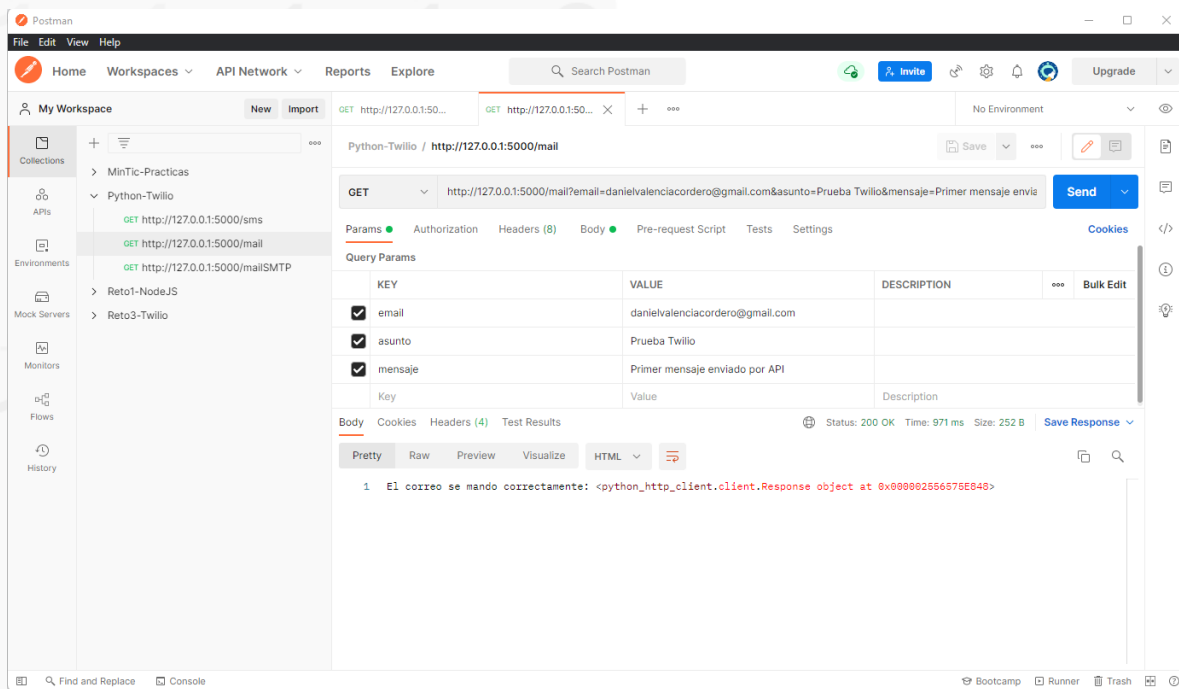 Postman
File Edit View Help
Home Workspaces API Network Reports Explore Search Postman Invite Upgrade
My Workspace New Import GET http://127.0.0.1:50... GET http://127.0.0.1:50... No Environment
Collections
APIs
Environments
Mock Servers
Monitors
Flows
History
MinTic-Practicas
Python-Twilio
GET http://127.0.0.1:5000/sms
GET http://127.0.0.1:5000/mail
GET http://127.0.0.1:5000/mailSMTP
Reto1-NodeJS
Reto3-Twilio
Python-Twilio / http://127.0.0.1:5000/mail Save
GET http://127.0.0.1:5000/mail?email=danielvalenciacordero@gmail.com&asunto=Prueba Twilio&mensaje=Primer mensaje envia Send
Params Authorization Headers (8) Body Pre-request Script Tests Settings Cookies
Query Params
KEY VALUE DESCRIPTION Bulk Edit
email danielvalenciacordero@gmail.com
asunto Prueba Twilio
mensaje Primer mensaje enviado por API
Key Value Description
Body Cookies Headers (4) Test Results Status: 200 OK Time: 971 ms Size: 252 B Save Response
Pretty Raw Preview Visualize HTML
1 El correo se mando correctamente: <python_http_client.client.Response object at 0x000002556575E848>
Find and Replace Console Bootcamp Runner Trash